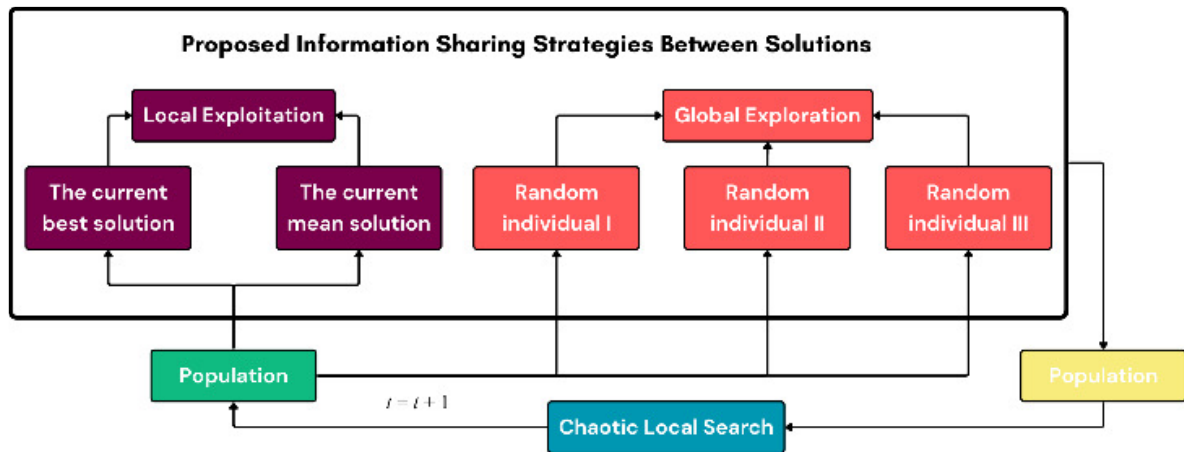 Proposed Information Sharing Strategies Between Solutions
Local Exploitation
Global Exploration
The current
best solution
The current
mean solution
Random
individual I
Random
individual II
Random
individual III
Population
Population
t = t + 1
Chaotic Local Search